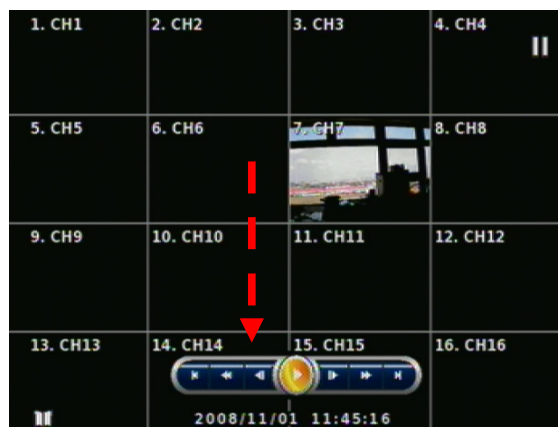 1. CH1 2. CH2 3. CH3 4. CH4
5. CH5 6. CH6 7. CH7 8. CH8
9. CH9 10. CH10 11. CH11 12. CH12
13. CH13 14. CH14 15. CH15 16. CH16
2008/11/01 11:45:16